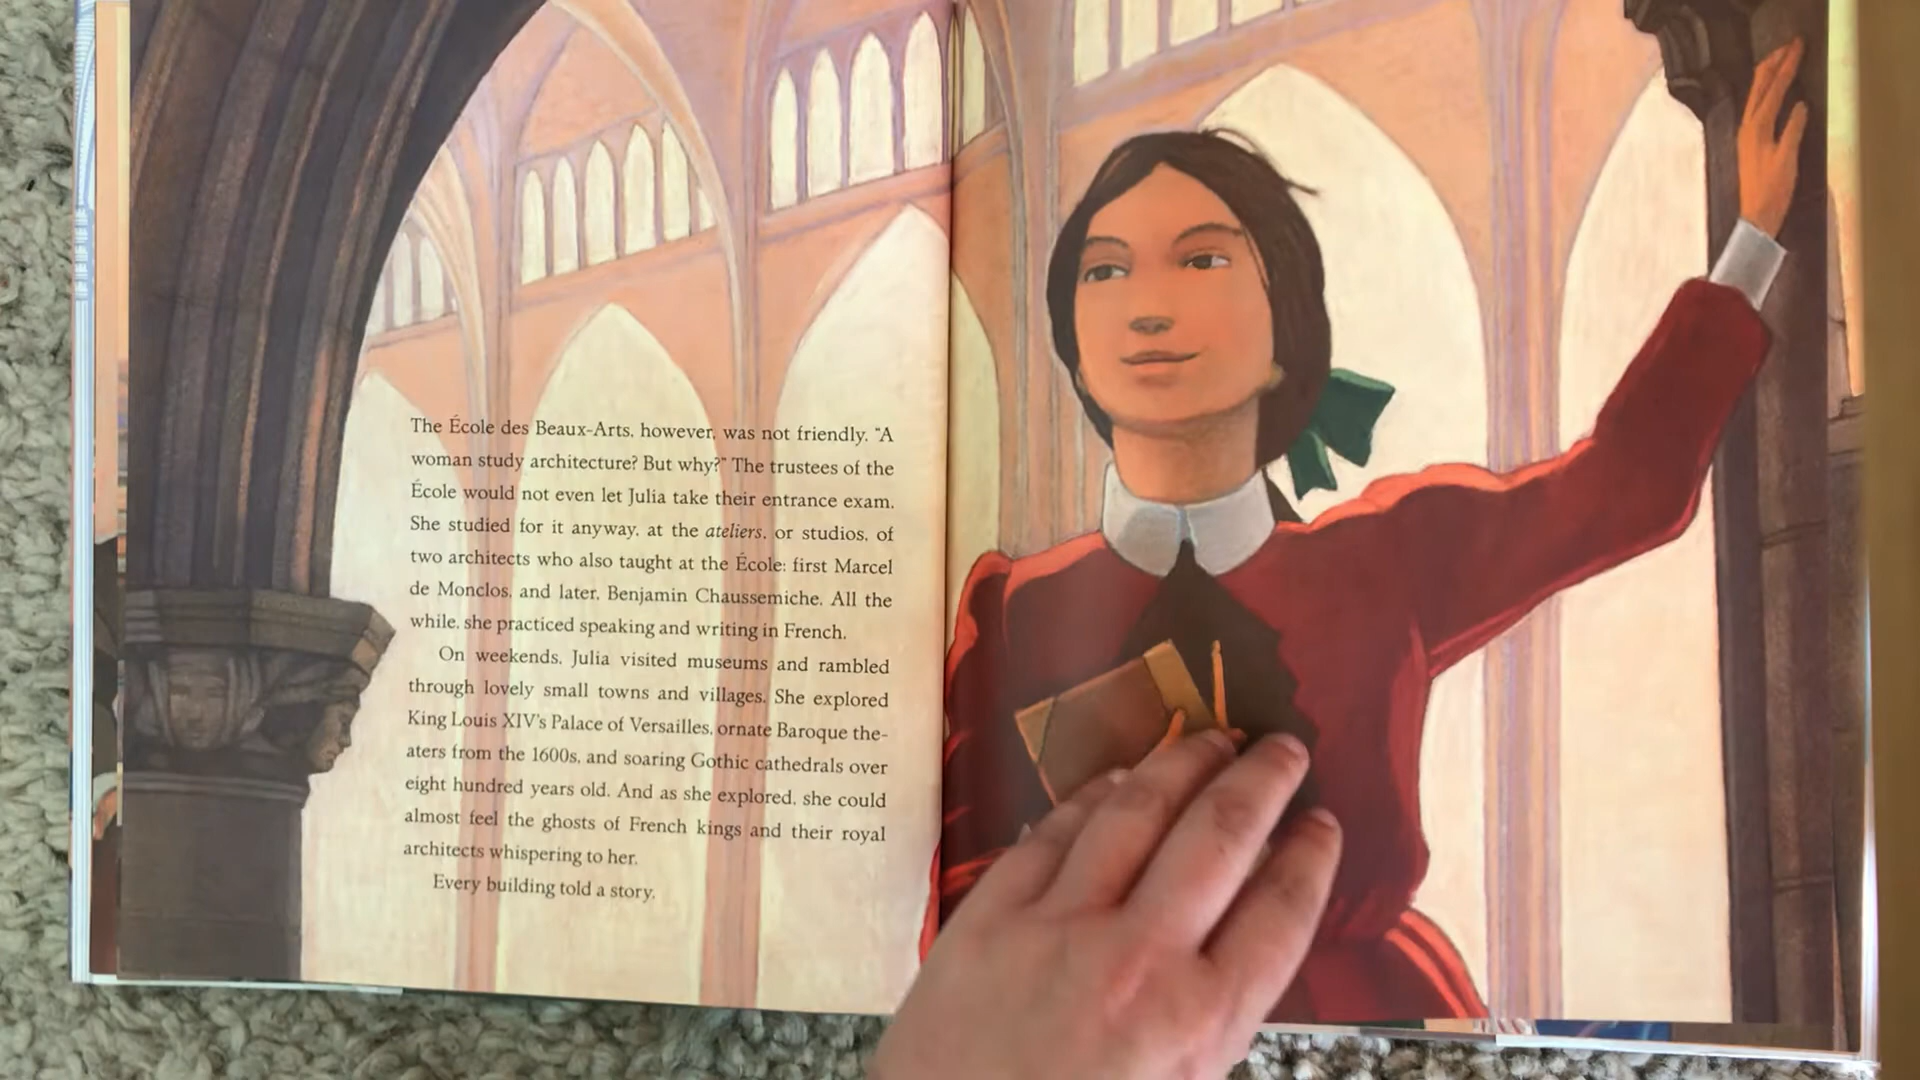 The École des Beaux-Arts, however, was not friendly. "A
woman study architecture? But why?" The trustees of the
École would not even let Julia take their entrance exam.
She studied for it anyway, at the ateliers, or studios, of
two architects who also taught at the École: first Marcel
de Monclos, and later, Benjamin Chaussemiche. All the
while, she practiced speaking and writing in French.
On weekends, Julia visited museums and rambled
through lovely small towns and villages. She explored
King Louis XIV's Palace of Versailles, ornate Baroque the-
aters from the 1600s, and soaring Gothic cathedrals over
eight hundred years old. And as she explored, she could
almost feel the ghosts of French kings and their royal
architects whispering to her.
Every building told a story.